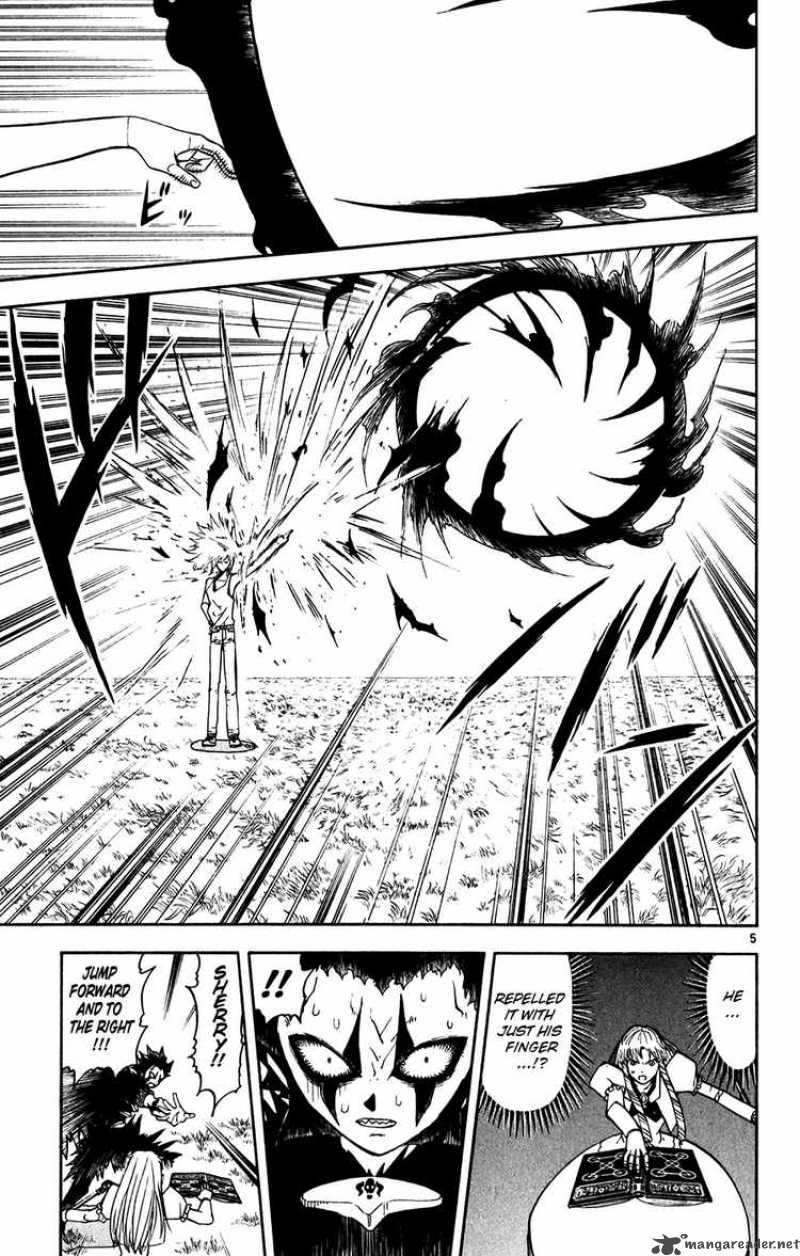 ビッ
5
HE
...
REPELLED
IT WITH
JUST HIS
FINGER
...!?
!!
SHERRY!!
JUMP
FORWARD
AND TO
THE RIGHT
!!!
mangareader.net